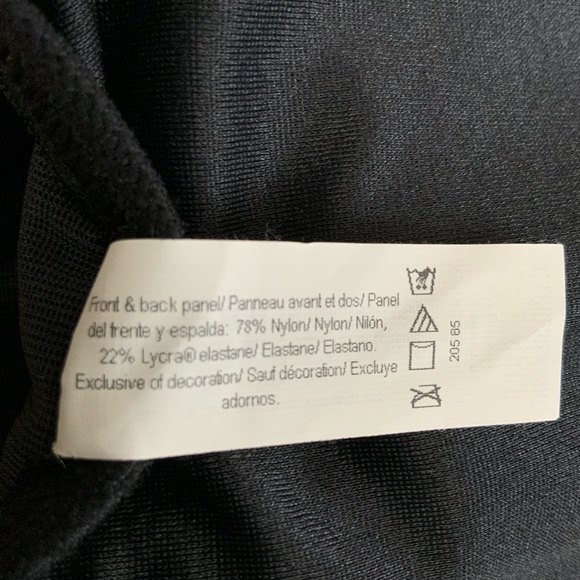 Front & back panel/ Panneau avant et dos/ Panel
del frente y espalda: 78% Nylon/ Nylon/ Nilón,
22% Lycra® elastane/ Elastane/ Elastano.
Exclusive of decoration/ Sauf décoration/ Excluye
adornos.
205 85